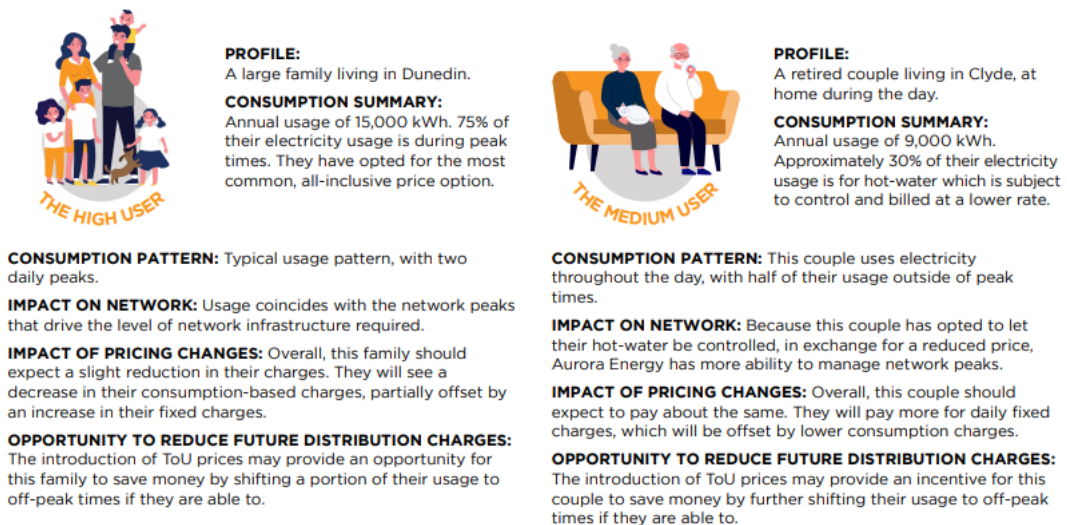 PROFILE:
A large family living in Dunedin.
CONSUMPTION SUMMARY:
Annual usage of 15,000 kWh. 75% of
their electricity usage is during peak
times. They have opted for the most
common, all-inclusive price option.
THE HIGH USER
CONSUMPTION PATTERN: Typical usage pattern, with two
daily peaks.
IMPACT ON NETWORK: Usage coincides with the network peaks
that drive the level of network infrastructure required.
IMPACT OF PRICING CHANGES: Overall, this family should
expect a slight reduction in their charges. They will see a
decrease in their consumption-based charges, partially offset by
an increase in their fixed charges.
OPPORTUNITY TO REDUCE FUTURE DISTRIBUTION CHARGES:
The introduction of ToU prices may provide an opportunity for
this family to save money by shifting a portion of their usage to
off-peak times if they are able to.
PROFILE:
A retired couple living in Clyde, at
home during the day.
CONSUMPTION SUMMARY:
Annual usage of 9,000 kWh.
Approximately 30% of their electricity
usage is for hot-water which is subject
to control and billed at a lower rate.
THE MEDIUM USER
CONSUMPTION PATTERN: This couple uses electricity
throughout the day, with half of their usage outside of peak
times.
IMPACT ON NETWORK: Because this couple has opted to let
their hot-water be controlled, in exchange for a reduced price,
Aurora Energy has more ability to manage network peaks.
IMPACT OF PRICING CHANGES: Overall, this couple should
expect to pay about the same. They will pay more for daily fixed
charges, which will be offset by lower consumption charges.
OPPORTUNITY TO REDUCE FUTURE DISTRIBUTION CHARGES:
The introduction of ToU prices may provide an incentive for this
couple to save money by further shifting their usage to off-peak
times if they are able to.